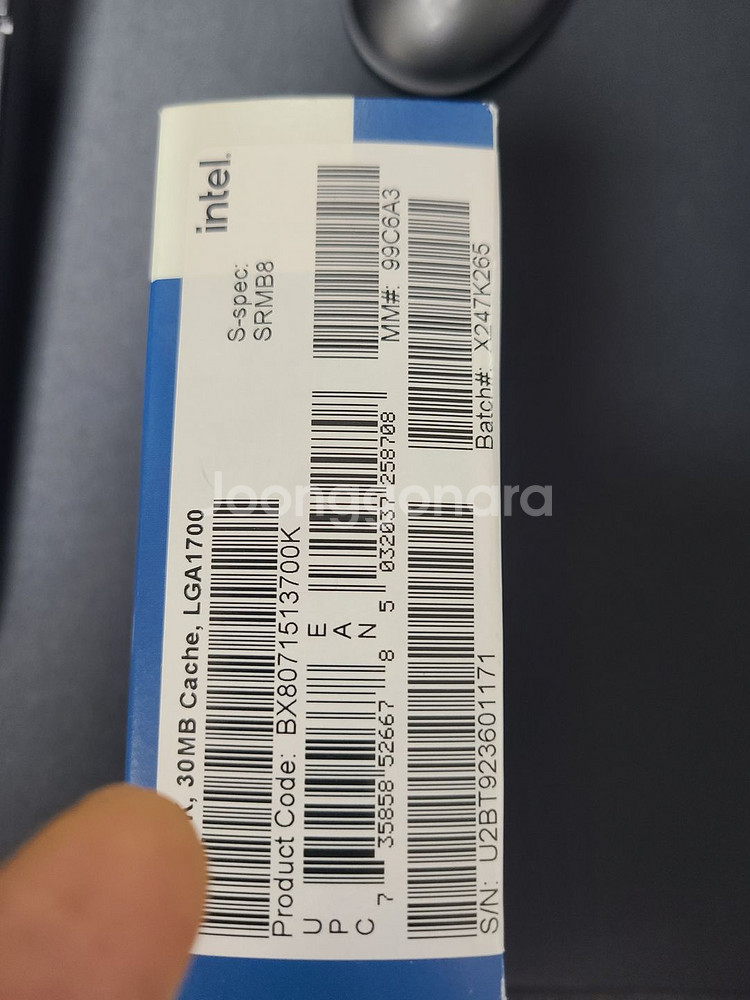 intel.
S-spec:
SRMB8
, 30MB Cache, LGA1700
Product Code: BX8071513700K
MM#: 99C6A3
UPC
7 35858 52667 8
EAN
5 032037 258708
Batch#: X247K265
S/N: U2BT923601171
Joonggonara